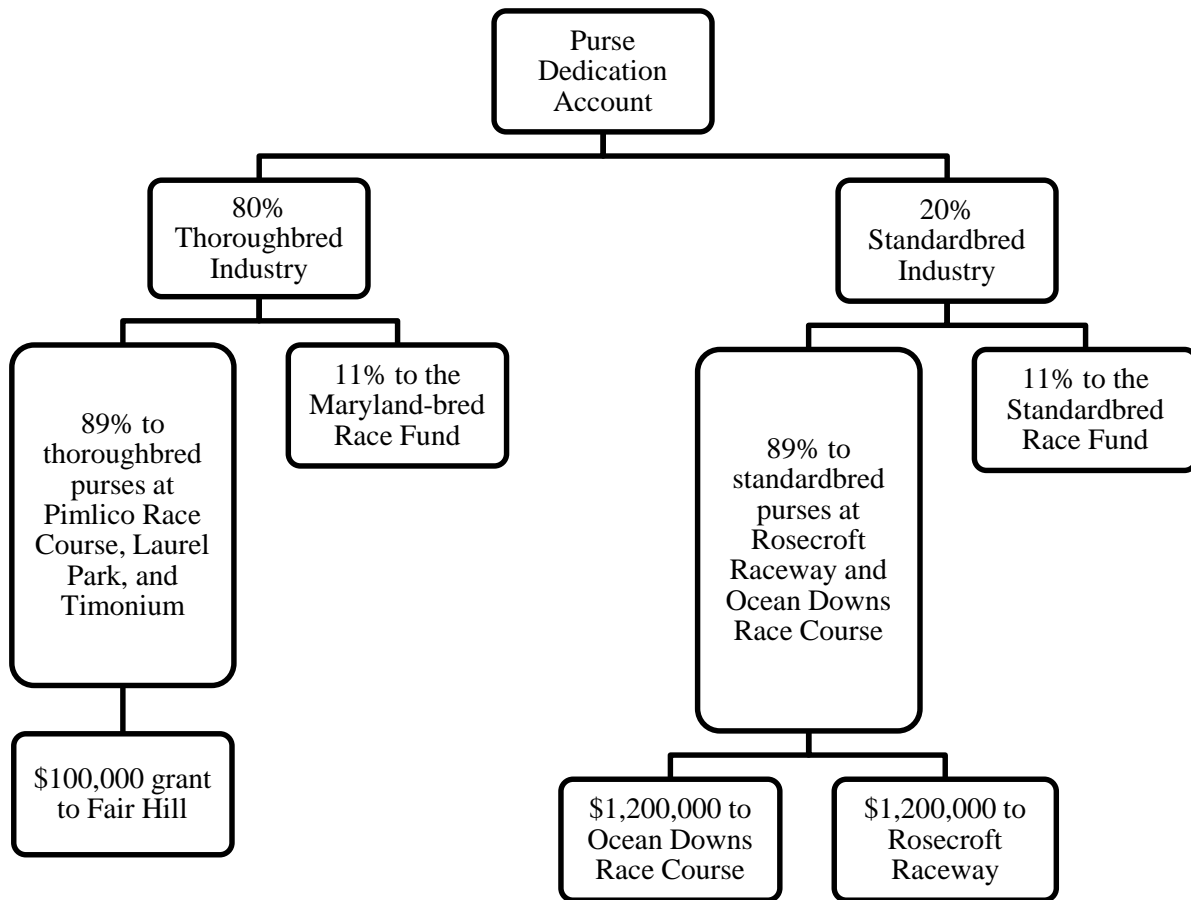 Purse
Dedication
Account
80%
Thoroughbred
Industry
20%
Standardbred
Industry
89% to
thoroughbred
purses at
Pimlico Race
Course, Laurel
Park, and
Timonium
11% to the
Maryland-bred
Race Fund
89% to
standardbred
purses at
Rosecroft
Raceway and
Ocean Downs
Race Course
11% to the
Standardbred
Race Fund
$100,000 grant
to Fair Hill
$1,200,000 to
Ocean Downs
Race Course
$1,200,000 to
Rosecroft
Raceway